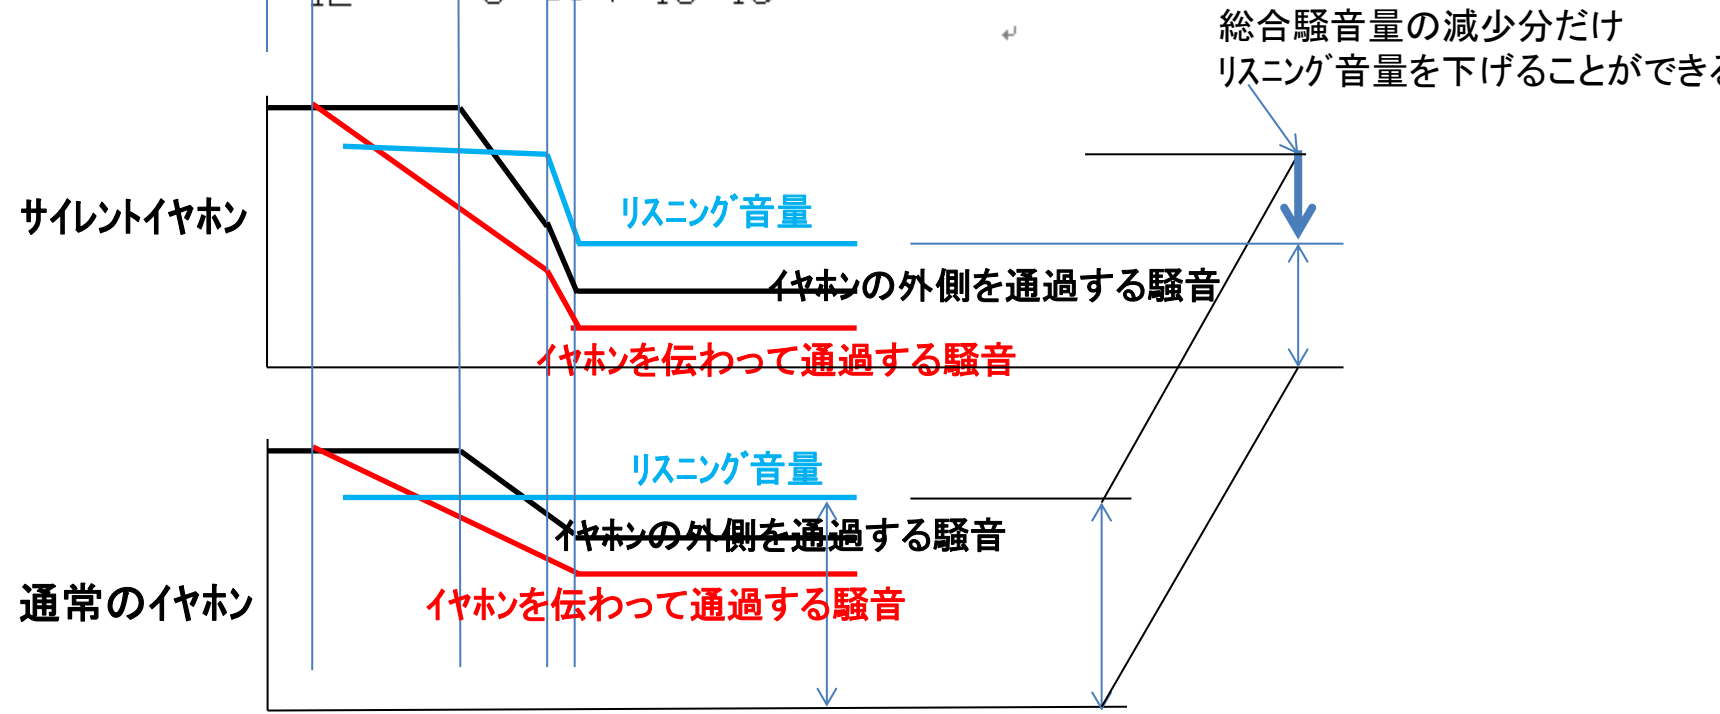 総合騒音量の減少分だけ
ﾘｽﾆﾝｸﾞ音量を下げることができる
サイレントイヤホン
リスニング音量
イヤホンの外側を通過する騒音
イヤホンを伝わって通過する騒音
リスニング音量
イヤホンの外側を通過する騒音
通常のイヤホン
イヤホンを伝わって通過する騒音